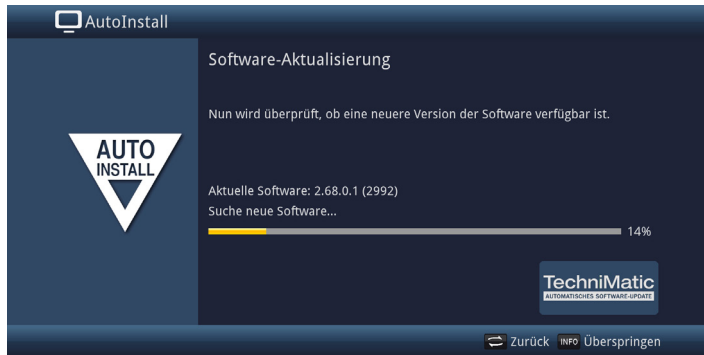 AutoInstall
Software-Aktualisierung
Nun wird überprüft, ob eine neuere Version der Software verfügbar ist.
AUTO
INSTALL
Aktuelle Software: 2.68.0.1 (2992)
Suche neue Software...
14%
TechniMatic
AUTOMATISCHES SOFTWARE-UPDATE
Zurück INFO Überspringen